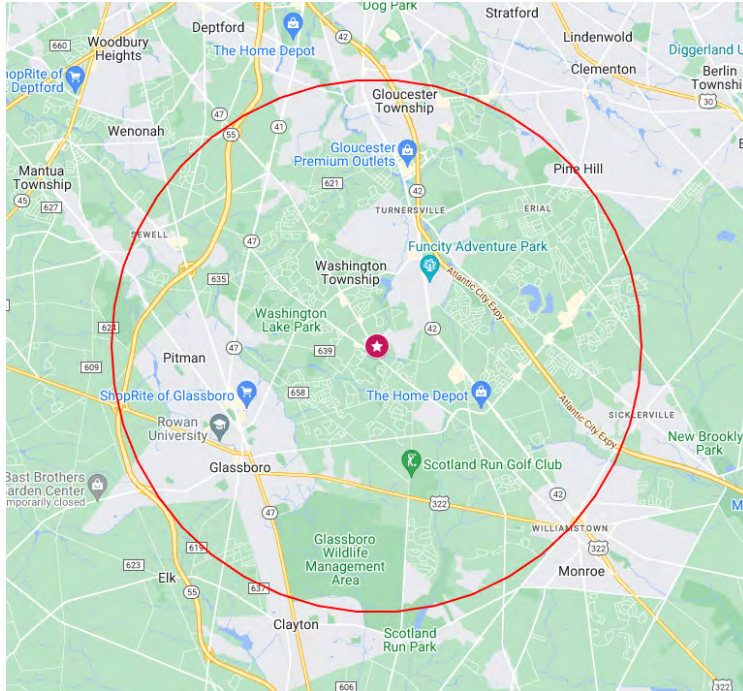 Dog Park
Stratford
Deptford
42
Lindenwold
660
Woodbury
Heights
The Home Depot
Diggerland U
Clementon
ShopRite of
Deptford
Berlin
Township
47
Gloucester
Township
30
Wenonah
55
41
Gloucester
Premium Outlets
Pine Hill
Mantua
Township
621
42
45
627
TURNERSVILLE
ERIAL
SEWELL
47
Funcity Adventure Park
Washington
Township
Atlantic City Expy
635
Washington
Lake Park
624
42
47
639
Pitman
609
658
ShopRite of Glassboro
The Home Depot
Atlantic City Expy
SICKLERVILLE
Rowan
University
New Brookly
Park
Glassboro
Scotland Run Golf Club
Bast Brothers
Garden Center
emporarily closed
42
322
47
M
WILLIAMSTOWN
Glassboro
Wildlife
Management
Area
619
322
623
Monroe
Elk
637
55
Clayton
Scotland
Run Park
606
322